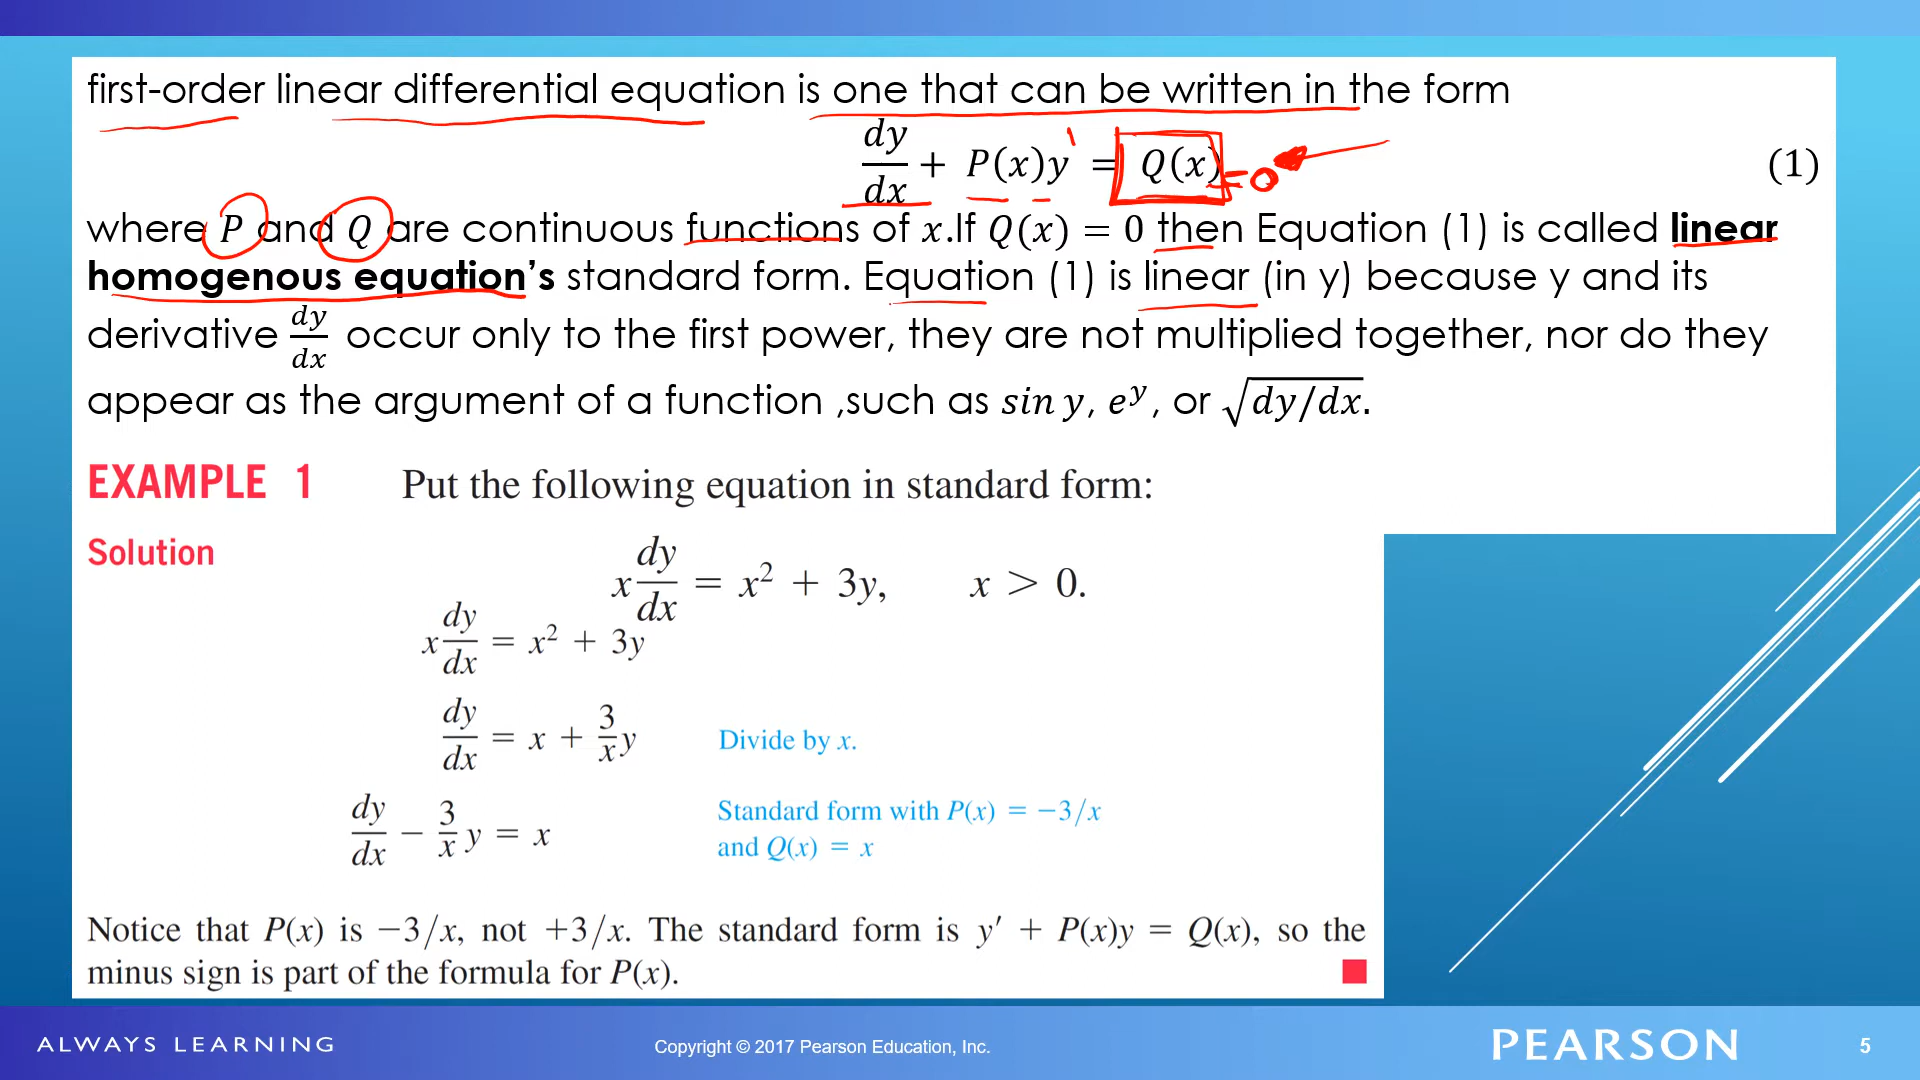 first-order linear differential equation is one that can be written in the form
dy/dx + P(x)y = Q(x) (1)
=0
where P and Q are continuous functions of x.If Q(x) = 0 then Equation (1) is called linear
homogenous equation’s standard form. Equation (1) is linear (in y) because y and its
derivative dy/dx occur only to the first power, they are not multiplied together, nor do they
appear as the argument of a function ,such as sin y, e^y, or √dy/dx.
EXAMPLE 1 Put the following equation in standard form:
Solution
x dy/dx = x² + 3y, x > 0.
x dy/dx = x² + 3y
dy/dx = x + 3/x y Divide by x.
dy/dx − 3/x y = x Standard form with P(x) = −3/x
and Q(x) = x
Notice that P(x) is −3/x, not +3/x. The standard form is y′ + P(x)y = Q(x), so the
minus sign is part of the formula for P(x).
ALWAYS LEARNING Copyright © 2017 Pearson Education, Inc. PEARSON 5